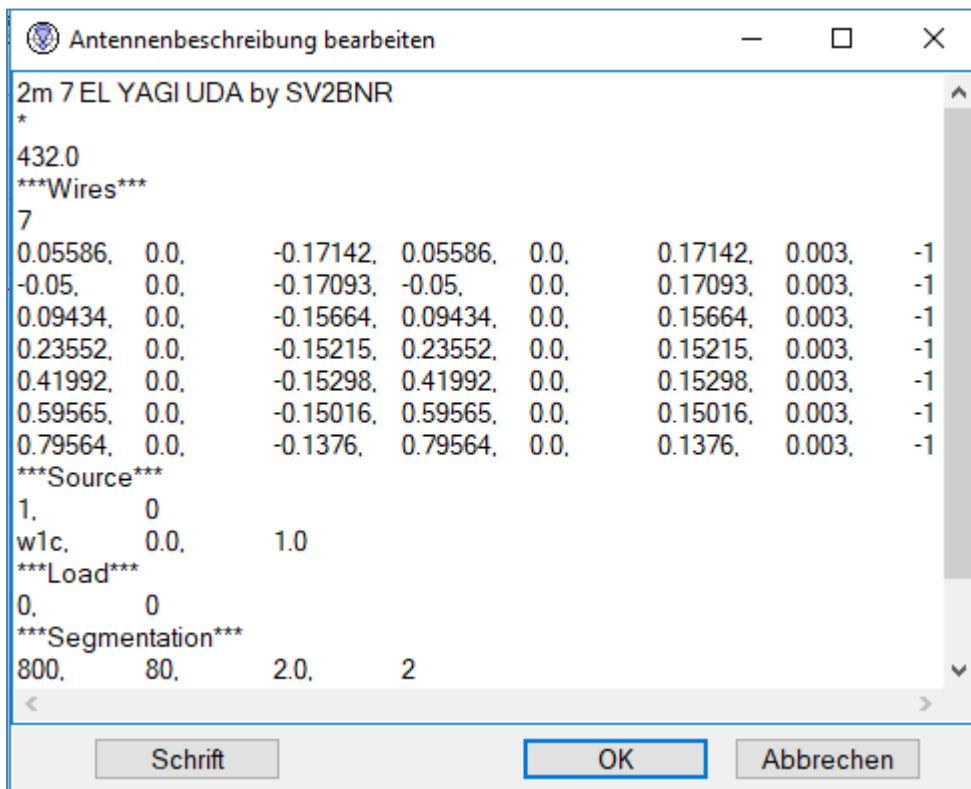 Antennenbeschreibung bearbeiten
2m 7 EL YAGI UDA by SV2BNR
*
432.0
***Wires***
7
0.05586, 0.0, -0.17142, 0.05586, 0.0, 0.17142, 0.003, -1
-0.05, 0.0, -0.17093, -0.05, 0.0, 0.17093, 0.003, -1
0.09434, 0.0, -0.15664, 0.09434, 0.0, 0.15664, 0.003, -1
0.23552, 0.0, -0.15215, 0.23552, 0.0, 0.15215, 0.003, -1
0.41992, 0.0, -0.15298, 0.41992, 0.0, 0.15298, 0.003, -1
0.59565, 0.0, -0.15016, 0.59565, 0.0, 0.15016, 0.003, -1
0.79564, 0.0, -0.1376, 0.79564, 0.0, 0.1376, 0.003, -1
***Source***
1, 0
w1c, 0.0, 1.0
***Load***
0, 0
***Segmentation***
800, 80, 2.0, 2
Schrift OK Abbrechen